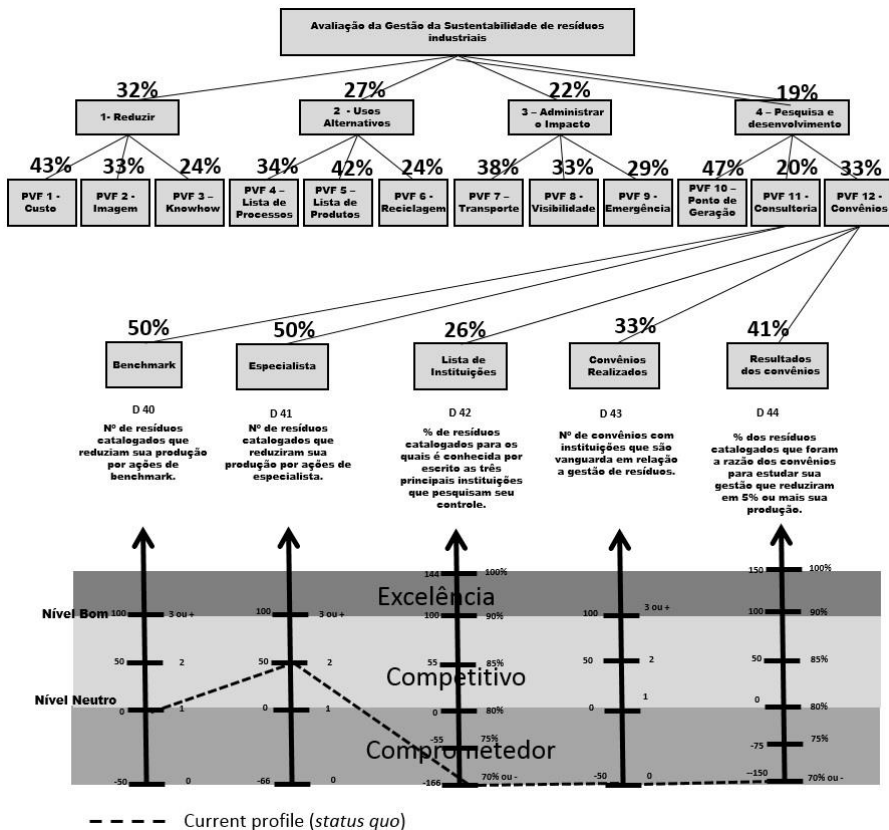 Avaliação da Gestão da Sustentabilidade de resíduos
industriais
32%
27%
22%
19%
1- Reduzir
2 - Usos
Alternativos
3 – Administrar
o Impacto
4 – Pesquisa e
desenvolvimento
43%
33%
24%
34%
42%
24%
38%
33%
29%
47%
20%
33%
PVF 1 -
Custo
PVF 2 -
Imagem
PVF 3 –
Knowhow
PVF 4 –
Lista de
Processos
PVF 5 –
Lista de
Produtos
PVF 6 -
Reciclagem
PVF 7 –
Transporte
PVF 8 -
Visibilidade
PVF 9 -
Emergência
PVF 10 –
Ponto de
Geração
PVF 11 -
Consultoria
PVF 12 -
Convênios
50%
50%
26%
33%
41%
Benchmark
Especialista
Lista de
Instituições
Convênios
Realizados
Resultados
dos convênios
D 40
Nº de resíduos
catalogados que
reduziam sua produção
por ações de
benchmark.
D 41
Nº de resíduos
catalogados que
reduziram sua
produção por ações de
especialista.
D 42
% de resíduos
catalogados para os
quais é conhecida por
escrito as três
principais instituições
que pesquisam seu
controle.
D 43
Nº de convênios com
instituições que são
vanguarda em relação
a gestão de resíduos.
D 44
% dos resíduos
catalogados que foram
a razão dos convênios
para estudar sua
gestão que reduziram
em 5% ou mais sua
produção.
144 100% 150 100%
Excelência
Nível Bom 100 3 ou + 100 3 ou + 100 90% 100 3 ou + 100 90%
50 2 50 2 55 85% 50 2 50 85%
Competitivo
Nível Neutro
0 1 0 1 0 80% 0 1 0 80%
-55 75% -75 75%
Comprometedor
-50 0 -66 0 -166 70% ou - -50 0 --150 70% ou -
Current profile (status quo)